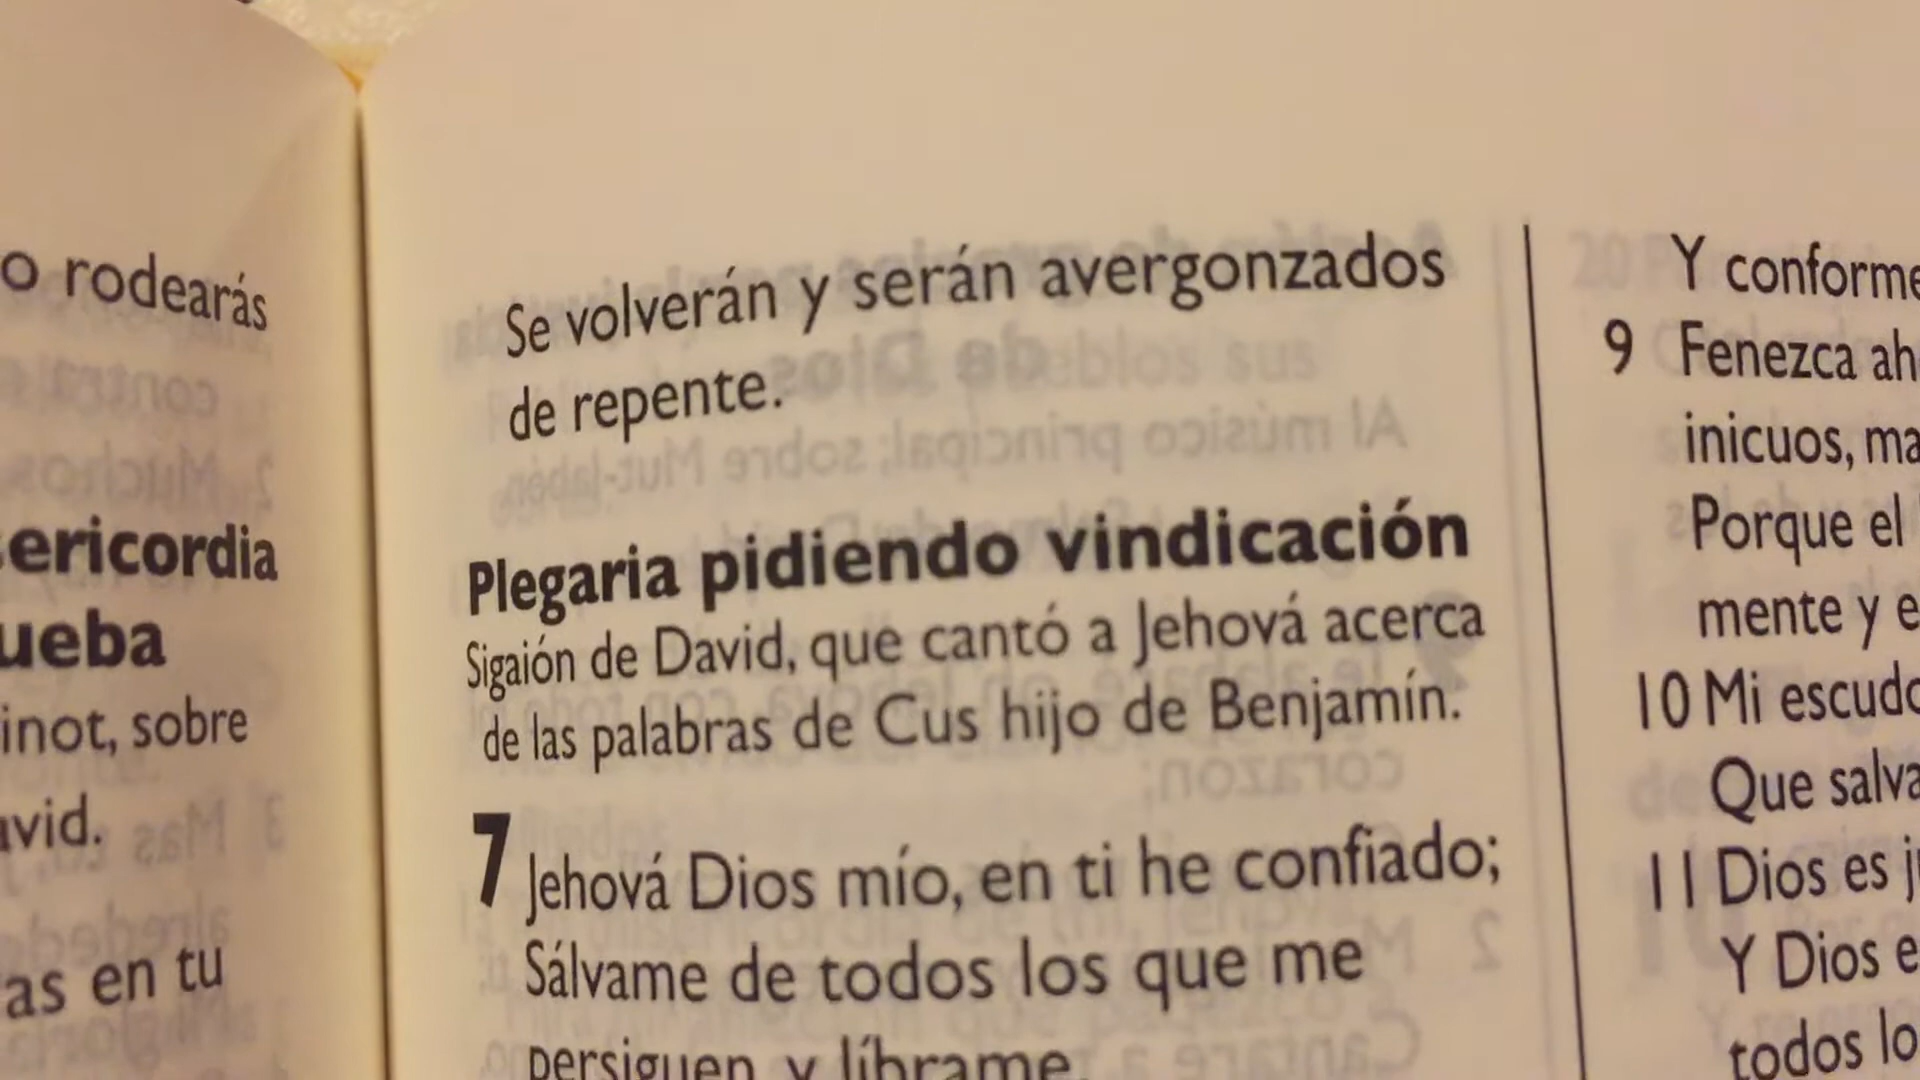 o rodearás
ericordia
ueba
inot, sobre
avid.
as en tu
Se volverán y serán avergonzados
de repente.
Plegaria pidiendo vindicación
Sigaión de David, que cantó a Jehová acerca
de las palabras de Cus hijo de Benjamín.
7 Jehová Dios mío, en ti he confiado;
Sálvame de todos los que me
persiguen y líbrame
Y conforme
9 Fenezca ah
inicuos, ma
Porque el
mente y e
10 Mi escudo
Que salva
11 Dios es j
Y Dios e
todos lo